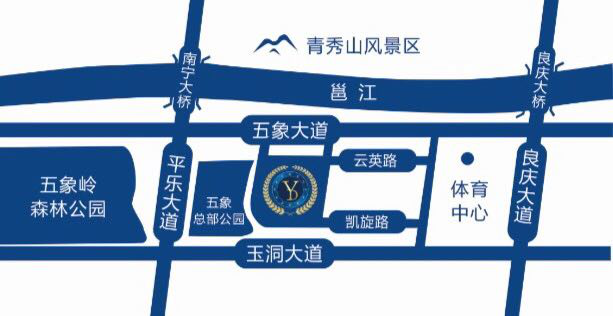 青秀山风景区
南宁大桥
良庆大桥
邕江
五象大道
云英路
五象岭
森林公园
平乐大道
五象
总部公园
YD
体育
中心
良庆大道
凯旋路
玉洞大道